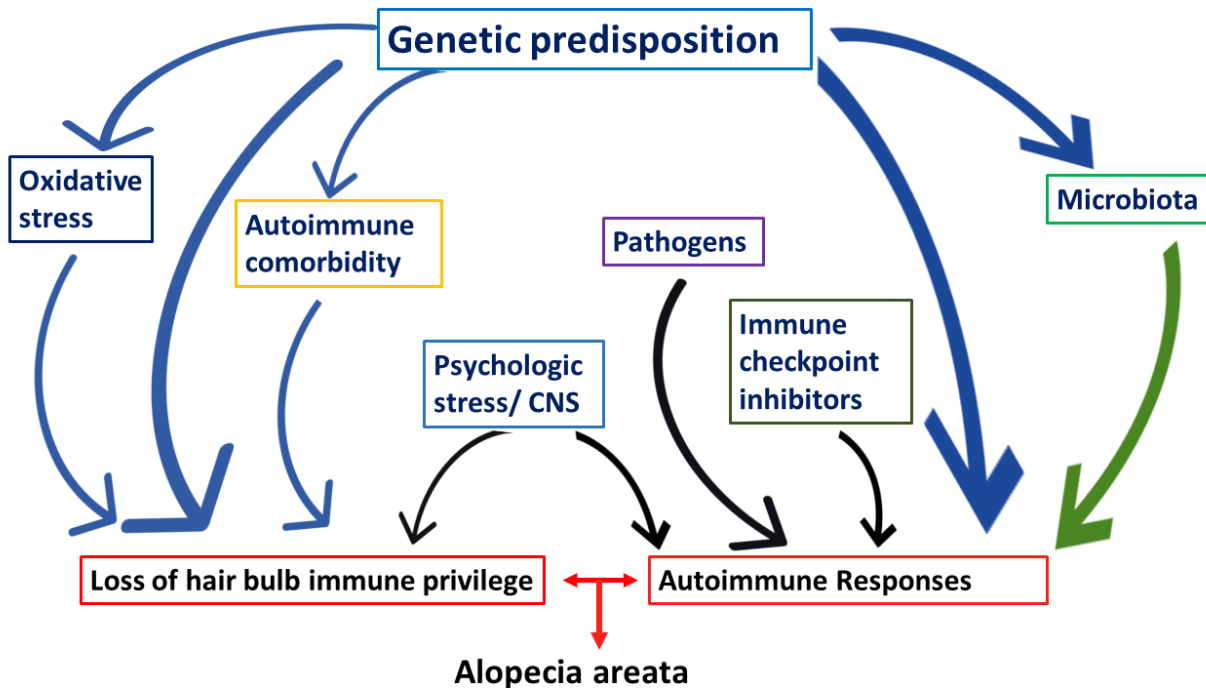 Genetic predisposition
Oxidative
stress
Autoimmune
comorbidity
Pathogens
Microbiota
Psychologic
stress/ CNS
Immune
checkpoint
inhibitors
Loss of hair bulb immune privilege
Autoimmune Responses
Alopecia areata